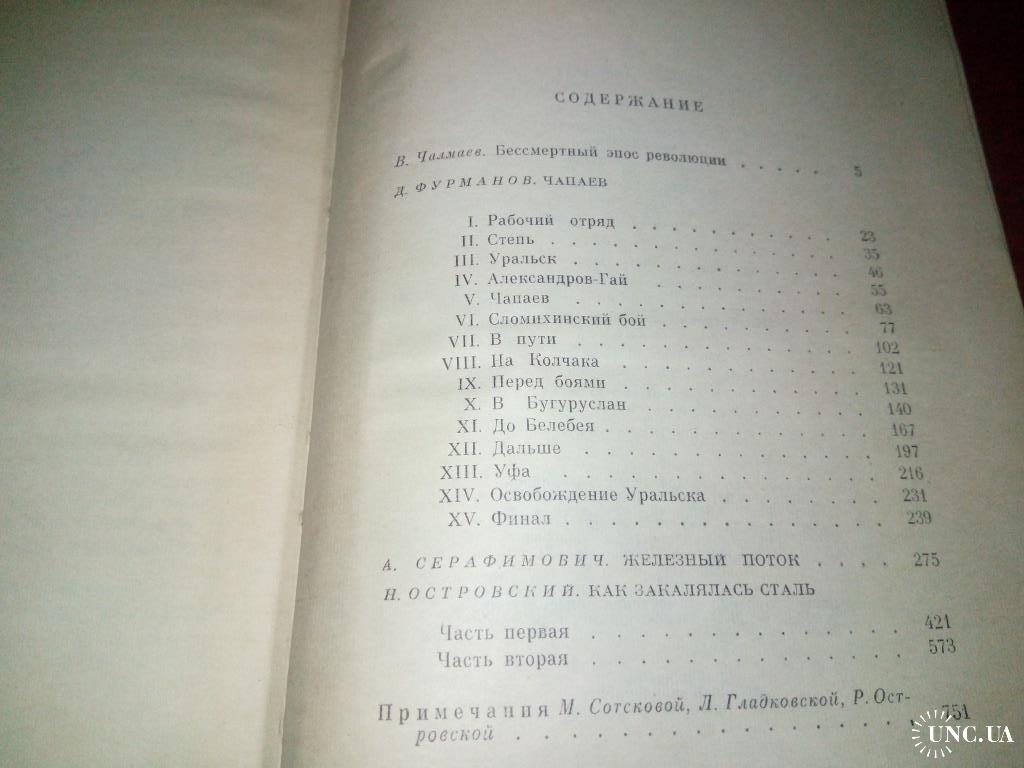 СОДЕРЖАНИЕ
В. Чалмаев. Бессмертный эпос революции . . . . . 5
Д. ФУРМАНОВ. ЧАПАЕВ
I. Рабочий отряд . . . . . . . . . . . 23
II. Степь . . . . . . . . . . . . . . 35
III. Уральск . . . . . . . . . . . . . 46
IV. Александров-Гай . . . . . . . . . . 55
V. Чапаев . . . . . . . . . . . . . 63
VI. Сломихинский бой . . . . . . . . . 77
VII. В пути . . . . . . . . . . . . . 102
VIII. На Колчака . . . . . . . . . . . 121
IX. Перед боями . . . . . . . . . . . 131
X. В Бугуруслан . . . . . . . . . . 140
XI. До Белебея . . . . . . . . . . . . 167
XII. Дальше . . . . . . . . . . . . . 197
XIII. Уфа . . . . . . . . . . . . . . 216
XIV. Освобождение Уральска . . . . . . . 231
XV. Финал . . . . . . . . . . . . . . 239
А. СЕРАФИМОВИЧ. ЖЕЛЕЗНЫЙ ПОТОК . . . . 275
Н. ОСТРОВСКИЙ. КАК ЗАКАЛЯЛАСЬ СТАЛЬ
Часть первая . . . . . . . . . . . . . 421
Часть вторая . . . . . . . . . . . . . 573
Примечания М. Сотсковой, Л. Гладковской, Р. Ост-
ровской . . . . . . . . . . . . . . . 751
UNC.UA